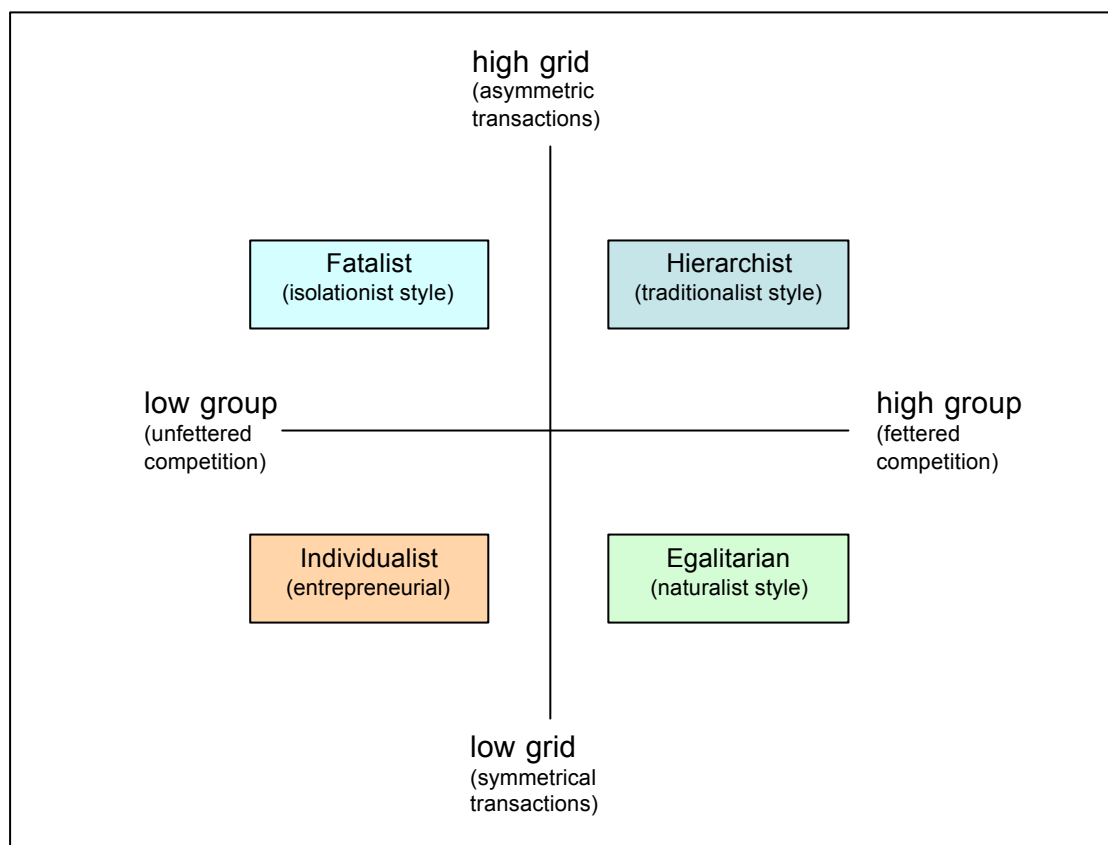 high grid
(asymmetric
transactions)
Fatalist
(isolationist style)
Hierarchist
(traditionalist style)
low group
(unfettered
competition)
high group
(fettered
competition)
Individualist
(entrepreneurial)
Egalitarian
(naturalist style)
low grid
(symmetrical
transactions)